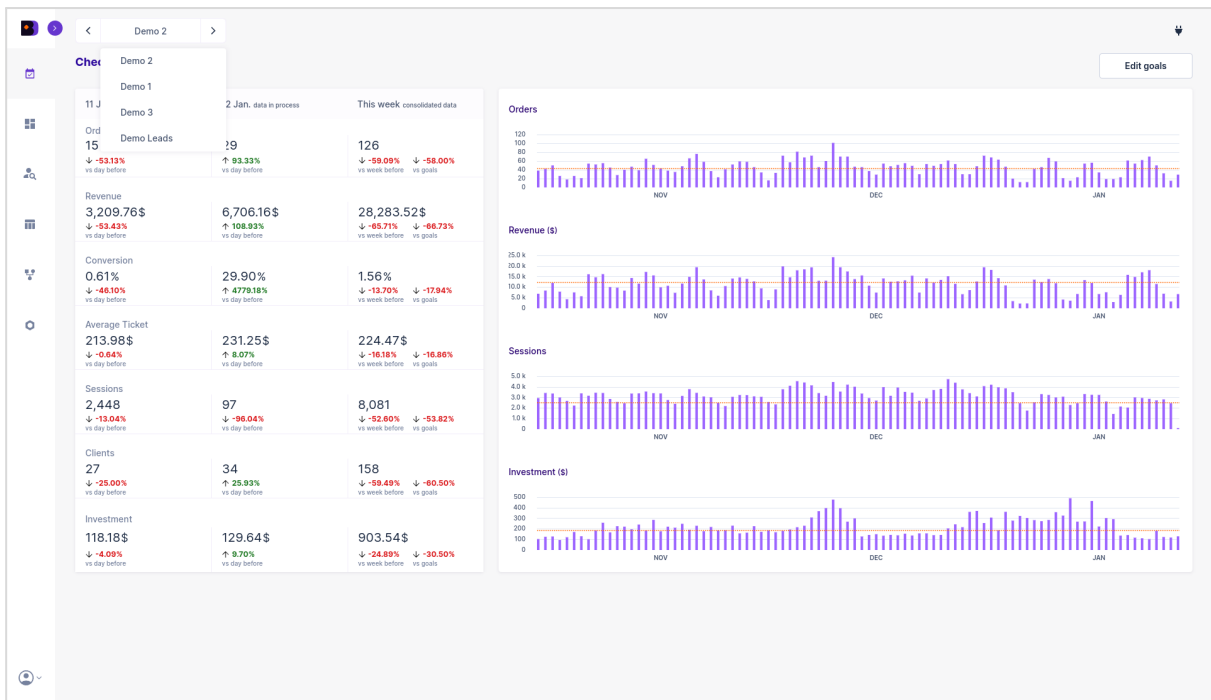 Demo 2
Demo 2
Demo 1
Demo 3
Demo Leads
Edit goals
11 J
2 Jan. data in process
This week consolidated data
Ord
15
29
126
-53.13%
93.33%
-59.09% -58.00%
vs day before
vs day before
vs week before vs goals
Revenue
3,209.76$
6,706.16$
28,283.52$
-53.43%
108.93%
-65.71% -66.73%
vs day before
vs day before
vs week before vs goals
Conversion
0.61%
29.90%
1.56%
-46.10%
4779.18%
-13.70% -17.94%
vs day before
vs day before
vs week before vs goals
Average Ticket
213.98$
231.25$
224.47$
-0.64%
8.07%
-16.18% -16.86%
vs day before
vs day before
vs week before vs goals
Sessions
2,448
97
8,081
-13.04%
-96.04%
-52.60% -53.82%
vs day before
vs day before
vs week before vs goals
Clients
27
34
158
-25.00%
25.93%
-59.49% -60.50%
vs day before
vs day before
vs week before vs goals
Investment
118.18$
129.64$
903.54$
-4.09%
9.70%
-24.89% -30.50%
vs day before
vs day before
vs week before vs goals
Orders
120
100
80
60
40
20
0
NOV DEC JAN
Revenue ($)
25.0 k
20.0 k
15.0 k
10.0 k
5.0 k
0
NOV DEC JAN
Sessions
5.0 k
4.0 k
3.0 k
2.0 k
1.0 k
0
NOV DEC JAN
Investment ($)
500
400
300
200
100
0
NOV DEC JAN